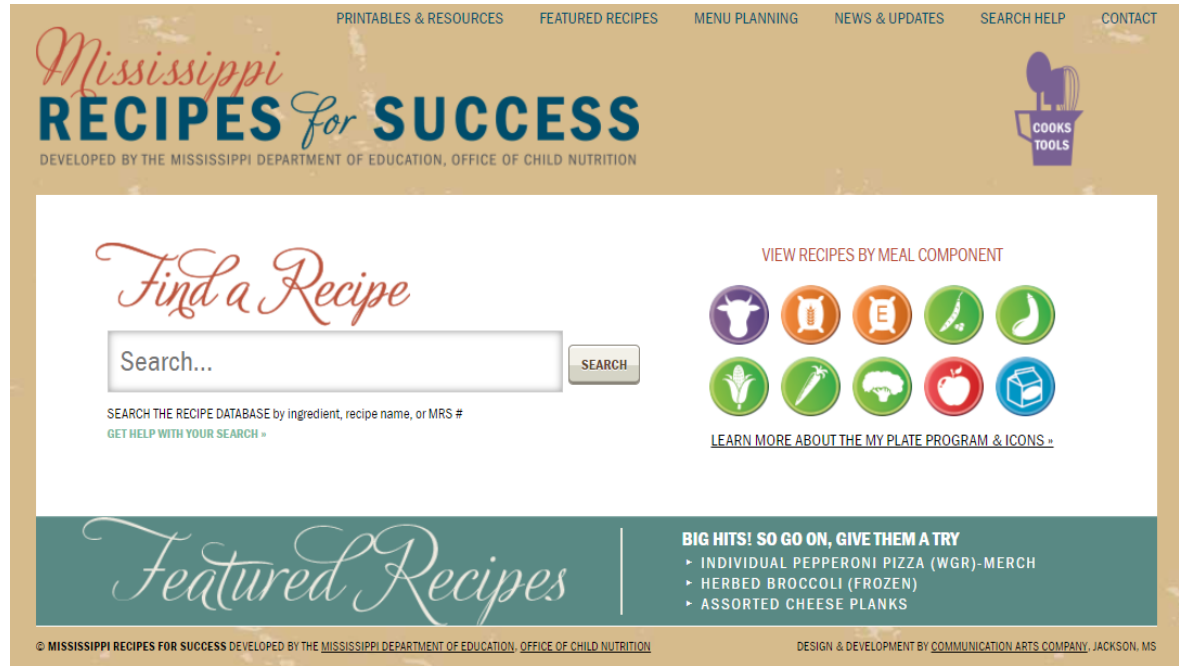 PRINTABLES & RESOURCES FEATURED RECIPES MENU PLANNING NEWS & UPDATES SEARCH HELP CONTACT
Mississippi
RECIPES for SUCCESS
DEVELOPED BY THE MISSISSIPPI DEPARTMENT OF EDUCATION, OFFICE OF CHILD NUTRITION
COOKS
TOOLS
Find a Recipe
Search...
SEARCH
SEARCH THE RECIPE DATABASE by ingredient, recipe name, or MRS #
GET HELP WITH YOUR SEARCH »
VIEW RECIPES BY MEAL COMPONENT
E
LEARN MORE ABOUT THE MY PLATE PROGRAM & ICONS »
Featured Recipes
BIG HITS! SO GO ON, GIVE THEM A TRY
‣ INDIVIDUAL PEPPERONI PIZZA (WGR)-MERCH
‣ HERBED BROCCOLI (FROZEN)
‣ ASSORTED CHEESE PLANKS
© MISSISSIPPI RECIPES FOR SUCCESS DEVELOPED BY THE MISSISSIPPI DEPARTMENT OF EDUCATION, OFFICE OF CHILD NUTRITION
DESIGN & DEVELOPMENT BY COMMUNICATION ARTS COMPANY, JACKSON, MS